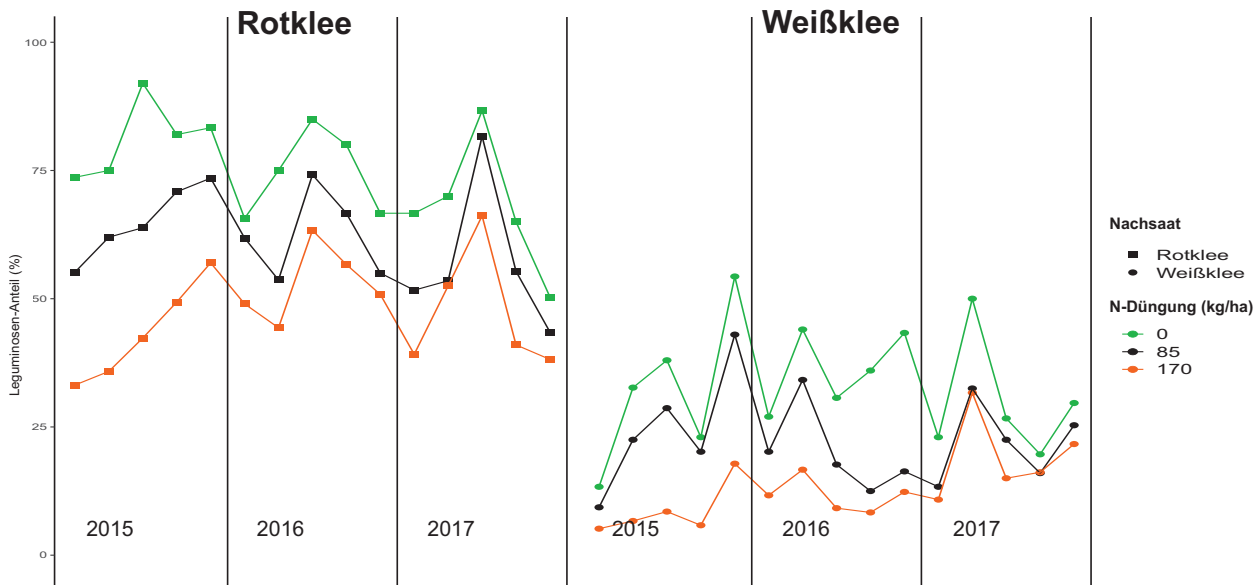 Rotklee
Weißklee
Leguminosen-Anteil (%)
100
75
50
25
0
2015
2016
2017
2015
2016
2017
Nachsaat
Rotklee
Weißklee
N-Düngung (kg/ha)
0
85
170